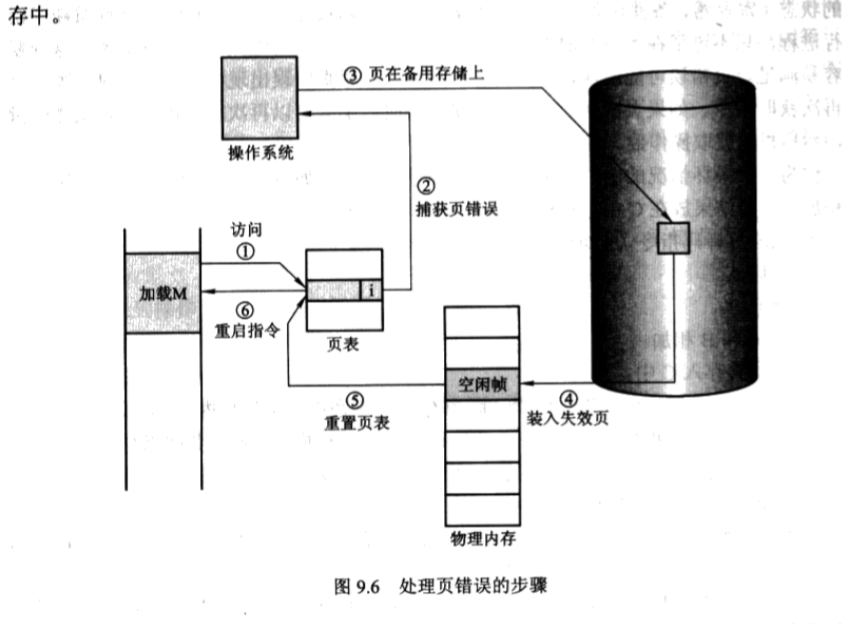 存中。
③ 页在备用存储上
操作系统
②
捕获页错误
访问
①
加载M
i
⑥
重启指令
页表
空闲帧
⑤
重置页表
④
装入失效页
物理内存
图 9.6 处理页错误的步骤